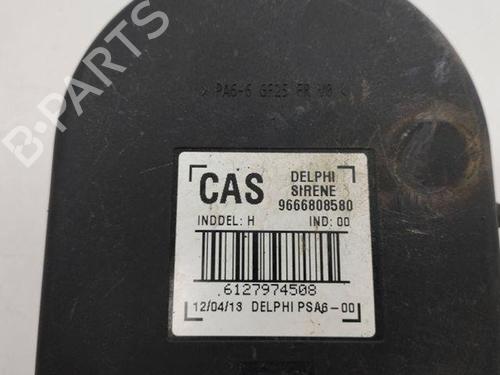 B-PARTS
> PA6-6 GF25 FR V0 <
CAS
DELPHI
SIRENE
9666808580
INDDEL: H IND: 00
6127974508
12/04/13 DELPHI PSA6-00